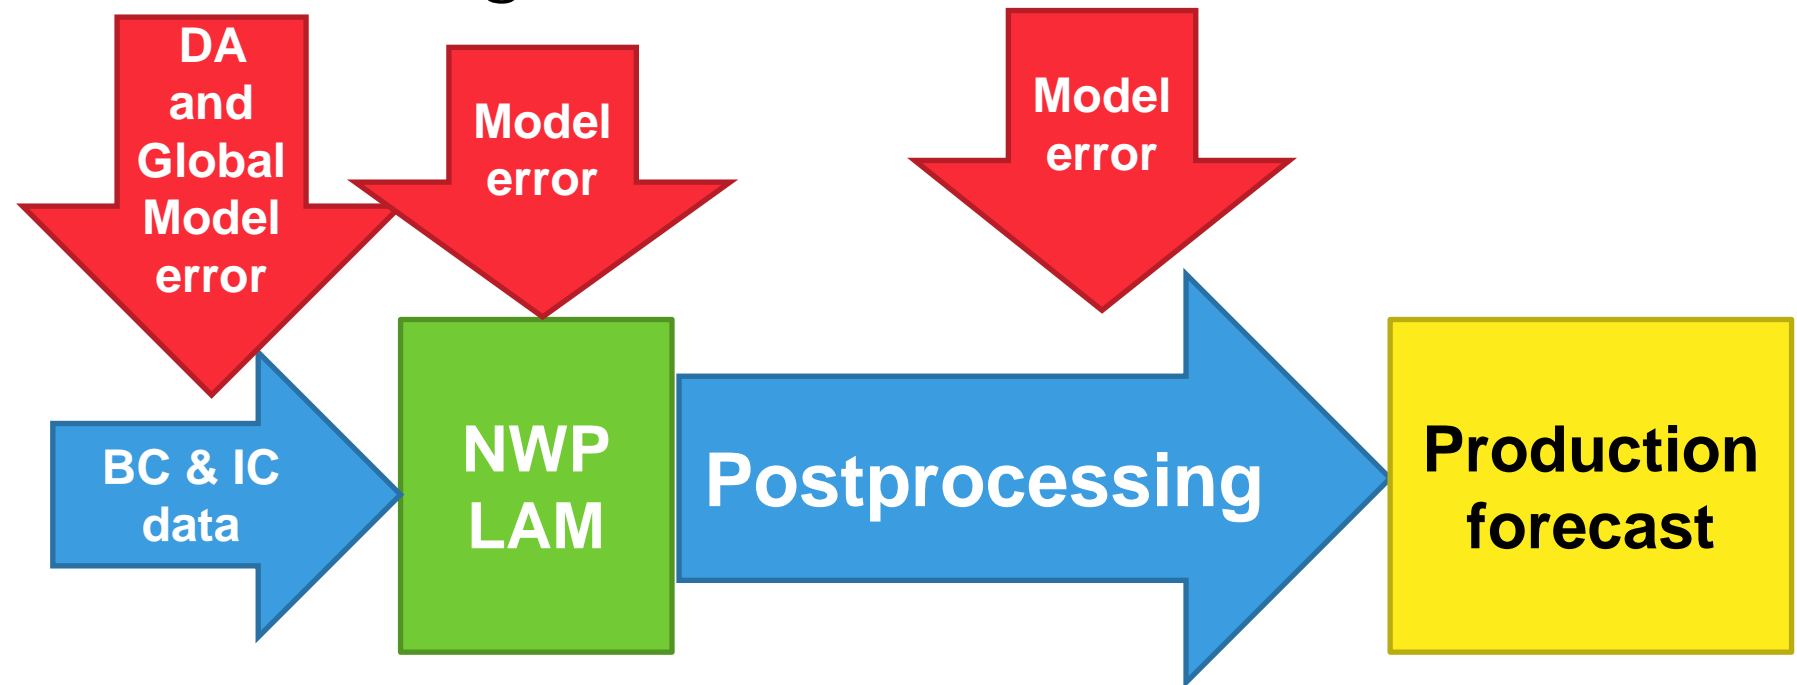 DA
and
Global
Model
error
Model
error
Model
error
BC & IC
data
NWP
LAM
Postprocessing
Production
forecast